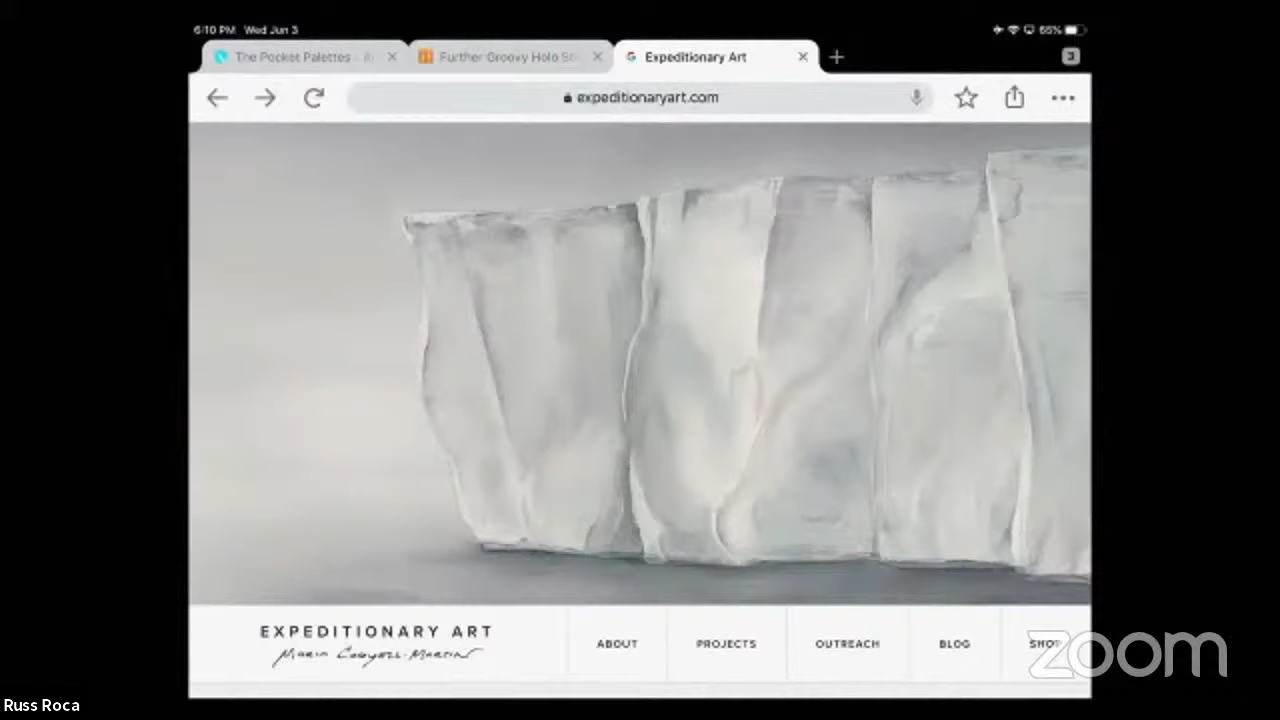 6:10 PM Wed Jun 3
65%
The Pocket Palettes
Further Groovy Holo
Expeditionary Art
3
expeditionaryart.com
EXPEDITIONARY ART
Maria Coryell-Martin
ABOUT
PROJECTS
OUTREACH
BLOG
SHOP
zoom
Russ Roca